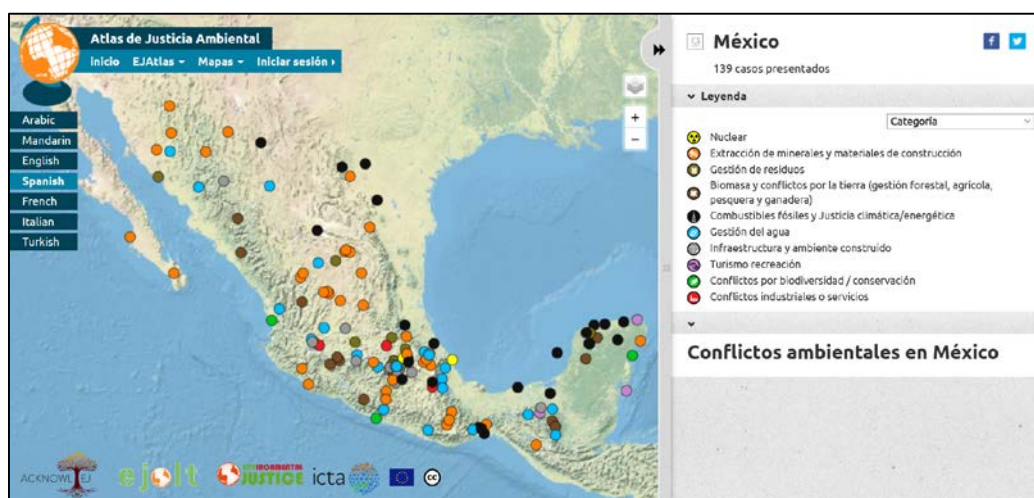 Atlas de Justicia Ambiental
Inicio EJAtlas Mapas Iniciar sesión
Arabic
Mandarin
English
Spanish
French
Italian
Turkish
+
−
ACKNOWL EJ
ejolt
ENVIRONMENTAL
JUSTICE
icta
cc
México
139 casos presentados
Leyenda
Categoría
Nuclear
Extracción de minerales y materiales de construcción
Gestión de residuos
Biomasa y conflictos por la tierra (gestión forestal, agrícola,
pesquera y ganadera)
Combustibles fósiles y Justicia climática/energética
Gestión del agua
Infraestructura y ambiente construido
Turismo recreación
Conflictos por biodiversidad / conservación
Conflictos industriales o servicios
Conflictos ambientales en México